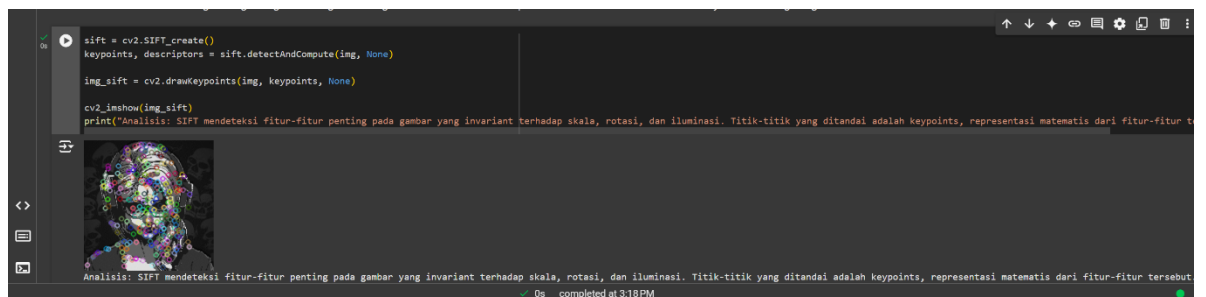 0s
sift = cv2.SIFT_create()
keypoints, descriptors = sift.detectAndCompute(img, None)
img_sift = cv2.drawKeypoints(img, keypoints, None)
cv2_imshow(img_sift)
print("Analisis: SIFT mendeteksi fitur-fitur penting pada gambar yang invariant terhadap skala, rotasi, dan iluminasi. Titik-titik yang ditandai adalah keypoints, representasi matematis dari fitur-fitur
Analisis: SIFT mendeteksi fitur-fitur penting pada gambar yang invariant terhadap skala, rotasi, dan iluminasi. Titik-titik yang ditandai adalah keypoints, representasi matematis dari fitur-fitur tersebut.
0s completed at 3:18 PM